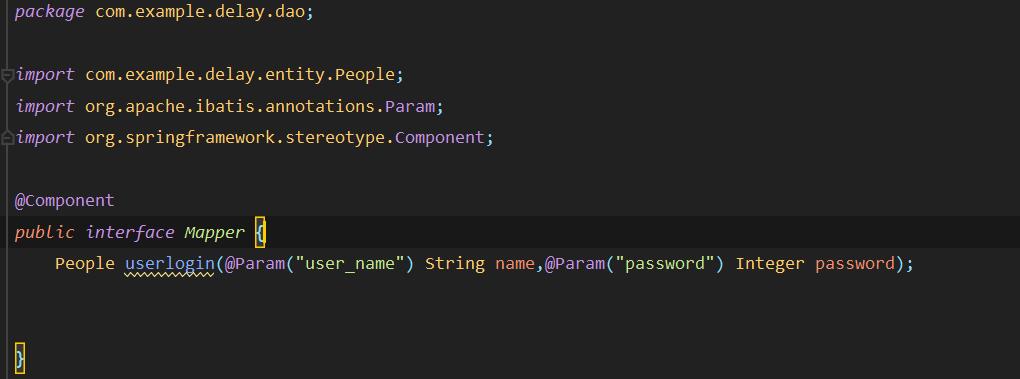 package com.example.delay.dao;
import com.example.delay.entity.People;
import org.apache.ibatis.annotations.Param;
import org.springframework.stereotype.Component;
@Component
public interface Mapper {
People userlogin(@Param("user_name") String name,@Param("password") Integer password);
}